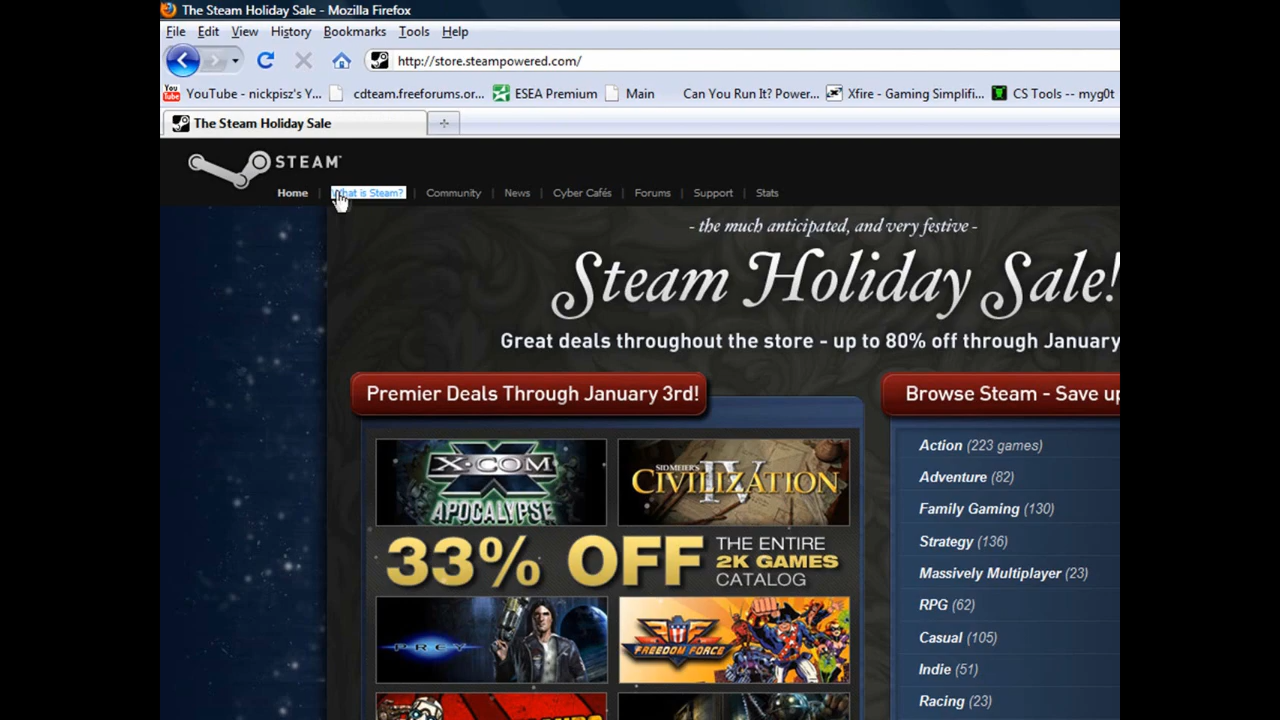 The Steam Holiday Sale - Mozilla Firefox
File Edit View History Bookmarks Tools Help
http://store.steampowered.com/
You Tube YouTube - nickpisz's Y... cdteam.freeforums.or... ESEA Premium Main Can You Run It? Power... Xfire - Gaming Simplifi... CS Tools -- myg0t
The Steam Holiday Sale
STEAM™
Home | What is Steam? | Community | News | Cyber Cafés | Forums | Support | Stats
- the much anticipated, and very festive -
Steam Holiday Sale!
Great deals throughout the store - up to 80% off through January
Premier Deals Through January 3rd!
Browse Steam - Save up
X-COM
APOCALYPSE
SID MEIER'S
CIVILIZATION IV
33% OFF THE ENTIRE 2K GAMES CATALOG
PREY
FREEDOM FORCE
Action (223 games)
Adventure (82)
Family Gaming (130)
Strategy (136)
Massively Multiplayer (23)
RPG (62)
Casual (105)
Indie (51)
Racing (23)